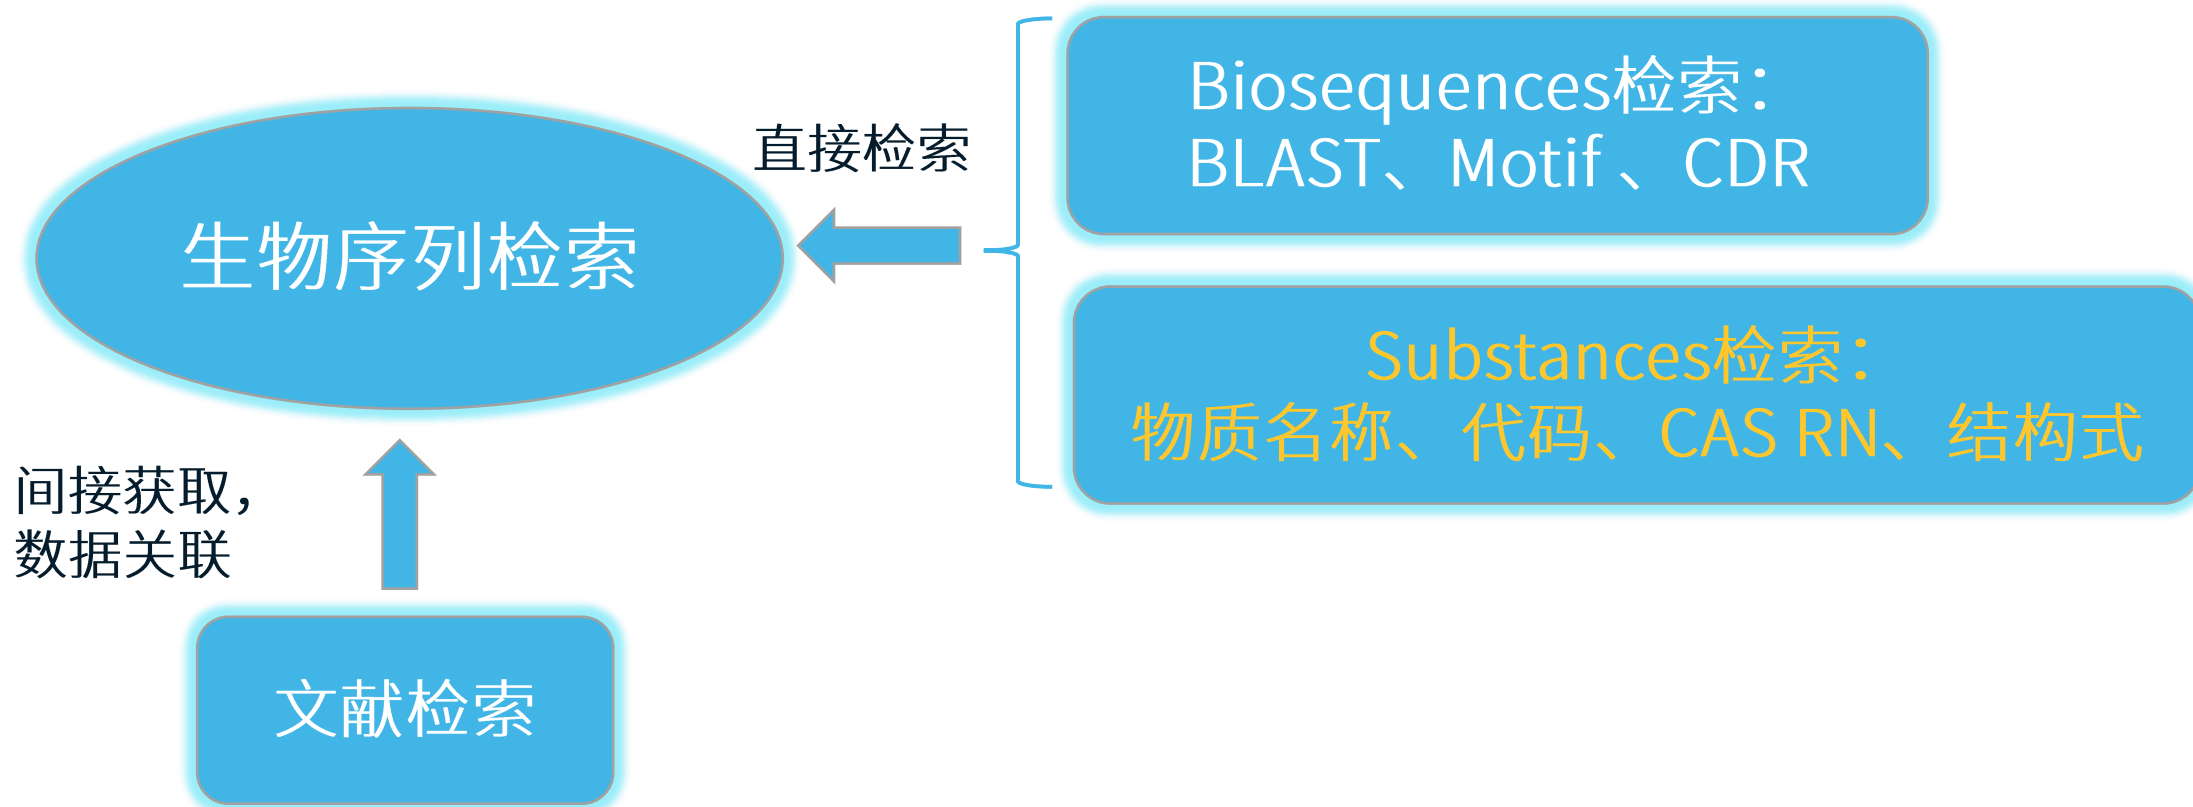 Biosequences检索：
BLAST、Motif 、CDR
直接检索
生物序列检索
Substances检索：
物质名称、代码、CAS RN、结构式
间接获取，
数据关联
文献检索